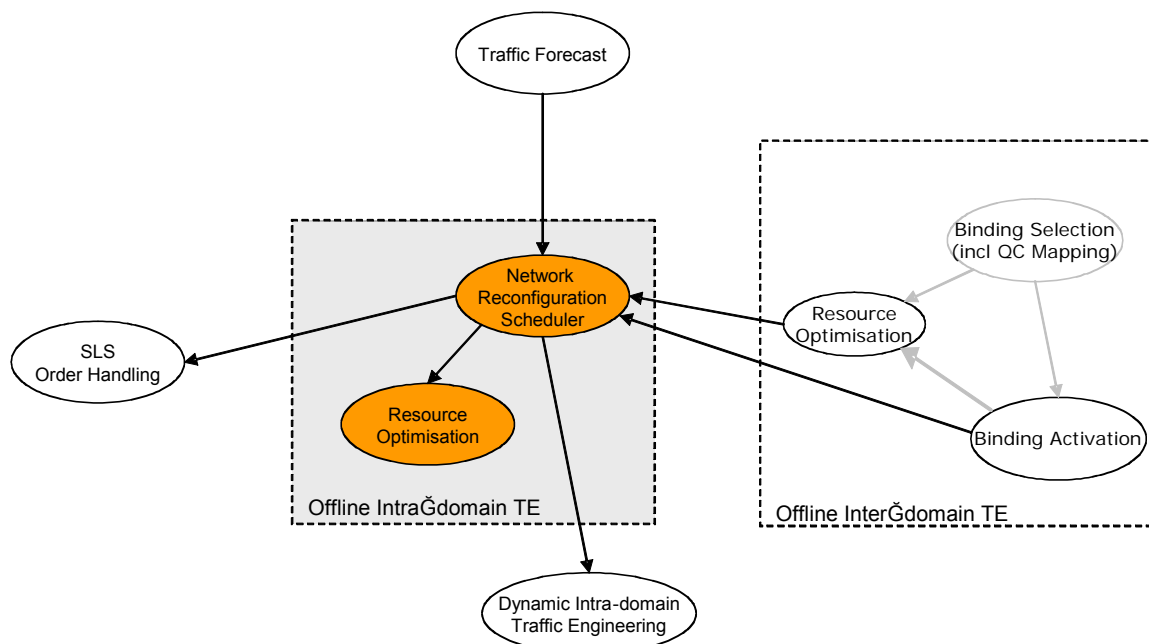 Traffic Forecast
Binding Selection
(incl QC Mapping)
Network
Reconfiguration
Scheduler
Resource
Optimisation
SLS
Order Handling
Resource
Optimisation
Binding Activation
Offline IntraĞdomain TE
Offline InterĞdomain TE
Dynamic Intra-domain
Traffic Engineering